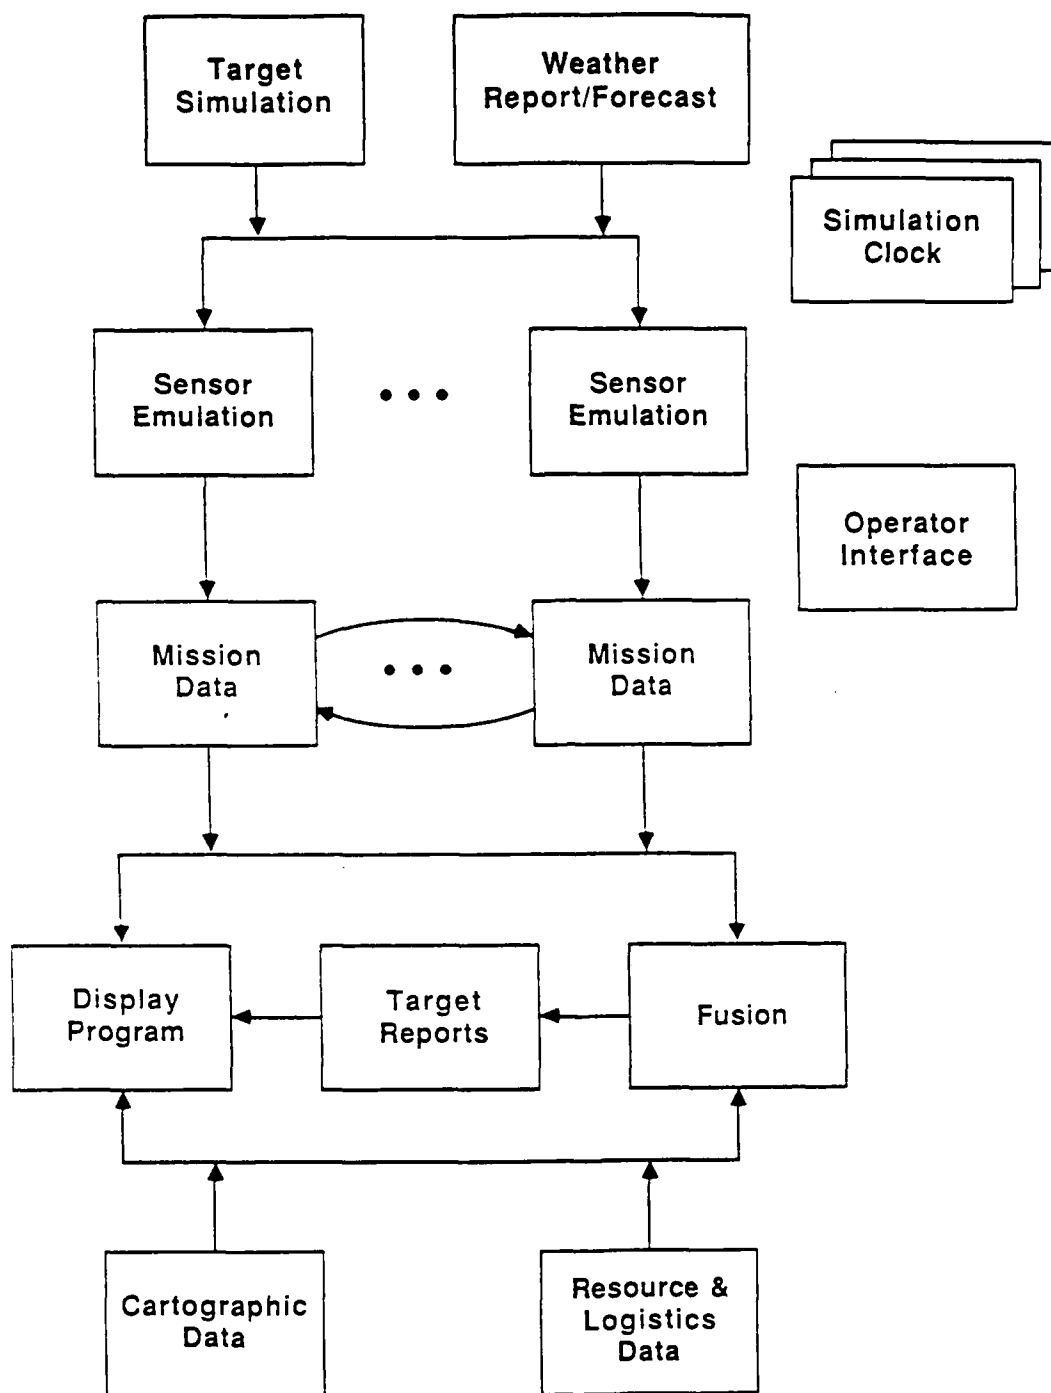 Target
Simulation
Weather
Report/Forecast
Simulation
Clock
Sensor
Emulation
Sensor
Emulation
Operator
Interface
Mission
Data
Mission
Data
Display
Program
Target
Reports
Fusion
Cartographic
Data
Resource &
Logistics
Data